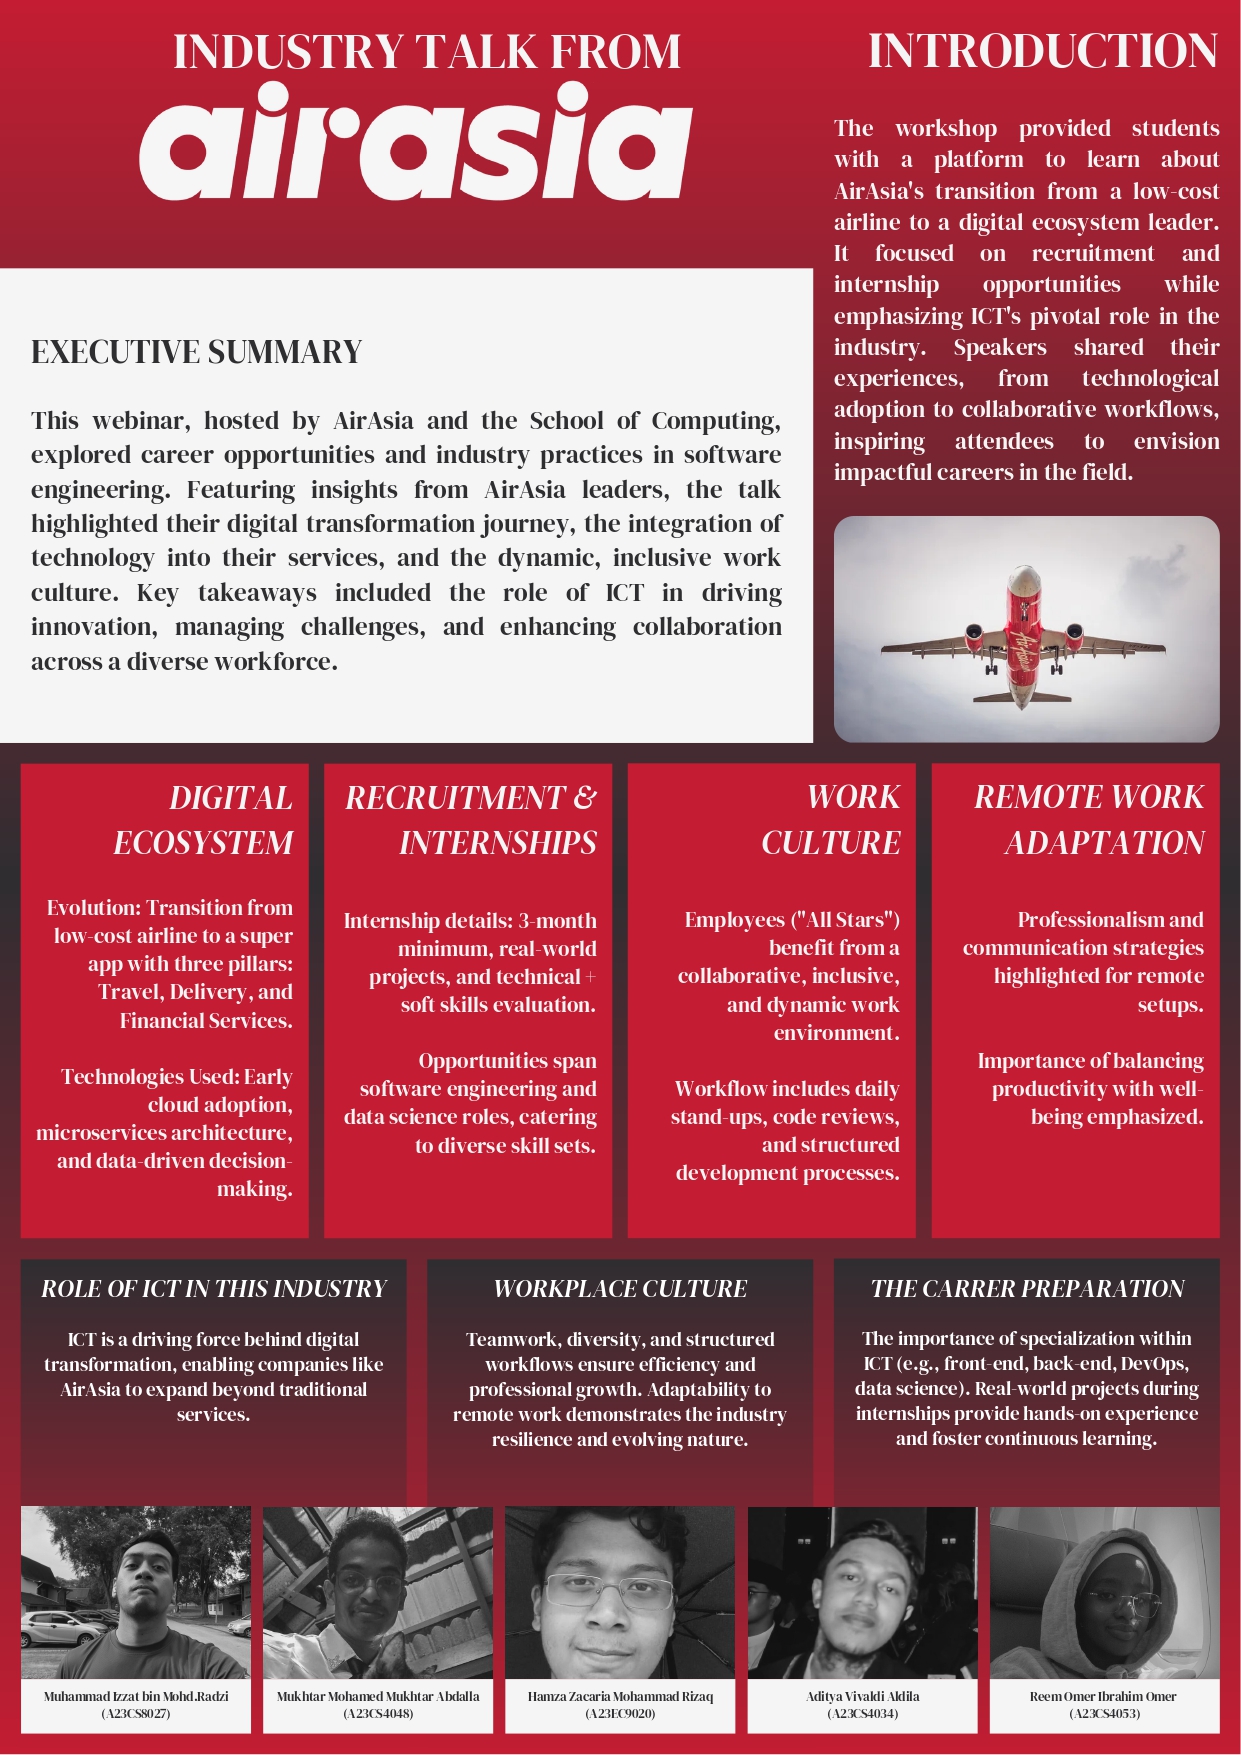 INDUSTRY TALK FROM
airasia
INTRODUCTION
The workshop provided students
with a platform to learn about
AirAsia's transition from a low-cost
airline to a digital ecosystem leader.
It focused on recruitment and
internship opportunities while
emphasizing ICT's pivotal role in the
industry. Speakers shared their
experiences, from technological
adoption to collaborative workflows,
inspiring attendees to envision
impactful careers in the field.
AirAsia
EXECUTIVE SUMMARY
This webinar, hosted by AirAsia and the School of Computing,
explored career opportunities and industry practices in software
engineering. Featuring insights from AirAsia leaders, the talk
highlighted their digital transformation journey, the integration of
technology into their services, and the dynamic, inclusive work
culture. Key takeaways included the role of ICT in driving
innovation, managing challenges, and enhancing collaboration
across a diverse workforce.
DIGITAL
ECOSYSTEM
Evolution: Transition from
low-cost airline to a super
app with three pillars:
Travel, Delivery, and
Financial Services.
Technologies Used: Early
cloud adoption,
microservices architecture,
and data-driven decision-
making.
RECRUITMENT &
INTERNSHIPS
Internship details: 3-month
minimum, real-world
projects, and technical +
soft skills evaluation.
Opportunities span
software engineering and
data science roles, catering
to diverse skill sets.
WORK
CULTURE
Employees ("All Stars")
benefit from a
collaborative, inclusive,
and dynamic work
environment.
Workflow includes daily
stand-ups, code reviews,
and structured
development processes.
REMOTE WORK
ADAPTATION
Professionalism and
communication strategies
highlighted for remote
setups.
Importance of balancing
productivity with well-
being emphasized.
ROLE OF ICT IN THIS INDUSTRY
ICT is a driving force behind digital
transformation, enabling companies like
AirAsia to expand beyond traditional
services.
WORKPLACE CULTURE
Teamwork, diversity, and structured
workflows ensure efficiency and
professional growth. Adaptability to
remote work demonstrates the industry
resilience and evolving nature.
THE CARRER PREPARATION
The importance of specialization within
ICT (e.g., front-end, back-end, DevOps,
data science). Real-world projects during
internships provide hands-on experience
and foster continuous learning.
Muhammad Izzat bin Mohd.Radzi
(A23CS8027)
Mukhtar Mohamed Mukhtar Abdalla
(A23CS4048)
Hamza Zacaria Mohammad Rizaq
(A23EC9020)
Aditya Vivaldi Aldila
(A23CS4034)
Reem Omer Ibrahim Omer
(A23CS4053)